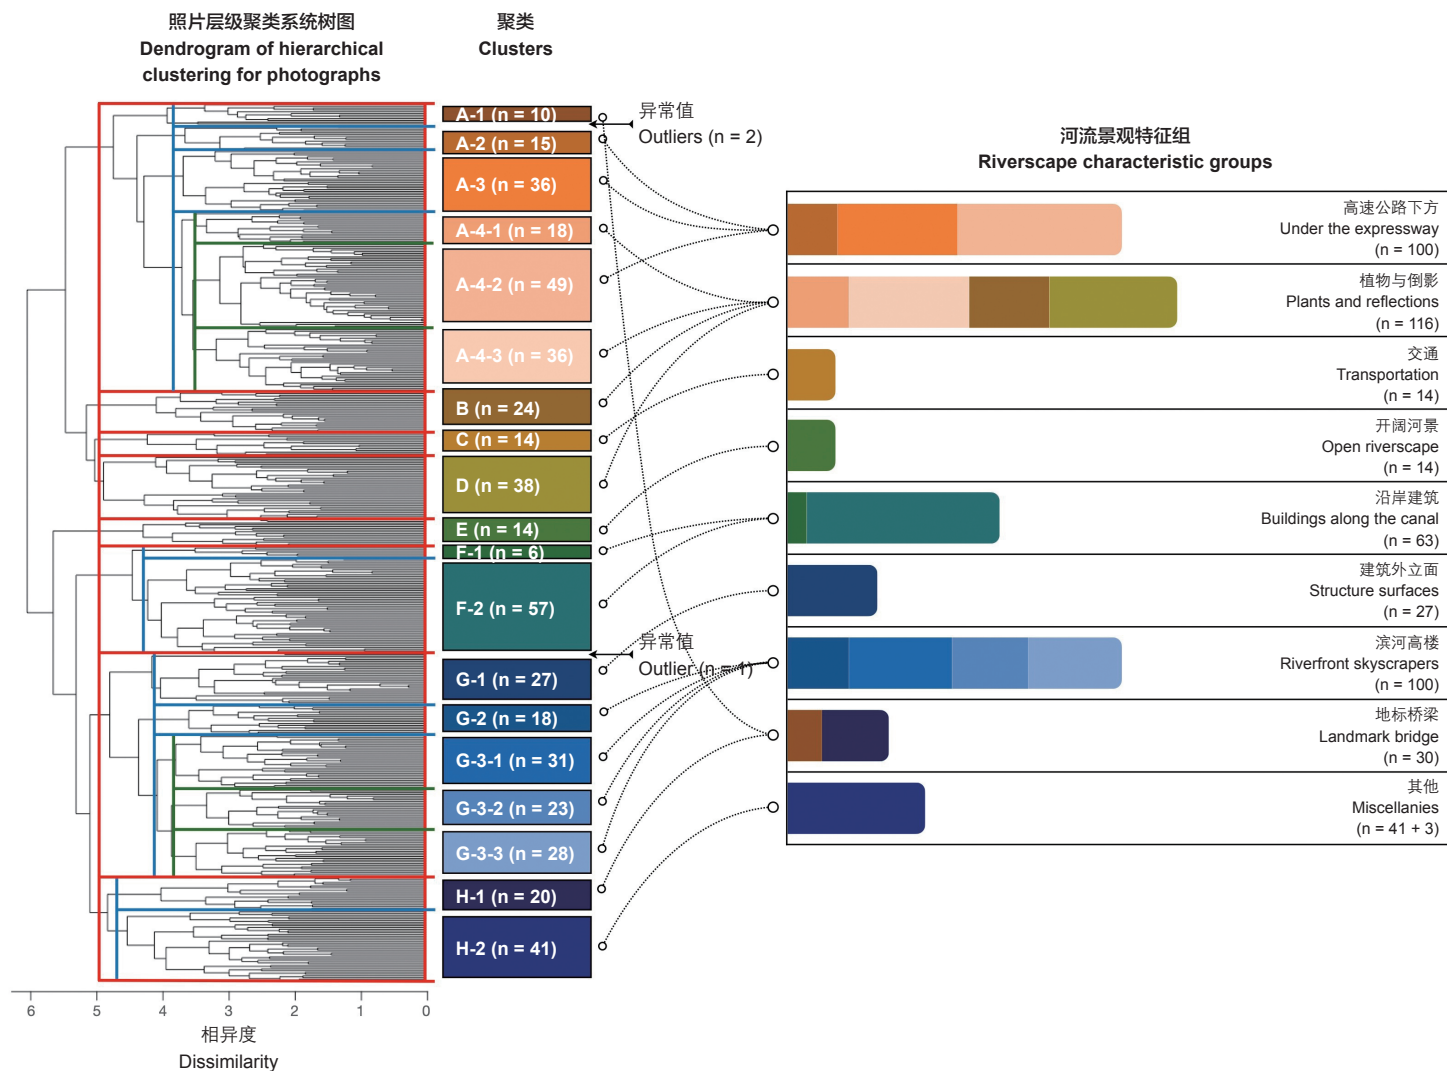 照片层级聚类系统树图
Dendrogram of hierarchical
clustering for photographs
聚类
Clusters
A-1 (n = 10)
A-2 (n = 15)
A-3 (n = 36)
A-4-1 (n = 18)
A-4-2 (n = 49)
A-4-3 (n = 36)
B (n = 24)
C (n = 14)
D (n = 38)
E (n = 14)
F-1 (n = 6)
F-2 (n = 57)
G-1 (n = 27)
G-2 (n = 18)
G-3-1 (n = 31)
G-3-2 (n = 23)
G-3-3 (n = 28)
H-1 (n = 20)
H-2 (n = 41)
异常值
Outliers (n = 2)
异常值
Outlier (n = 1)
河流景观特征组
Riverscape characteristic groups
高速公路下方
Under the expressway
(n = 100)
植物与倒影
Plants and reflections
(n = 116)
交通
Transportation
(n = 14)
开阔河景
Open riverscape
(n = 14)
沿岸建筑
Buildings along the canal
(n = 63)
建筑外立面
Structure surfaces
(n = 27)
滨河高楼
Riverfront skyscrapers
(n = 100)
地标桥梁
Landmark bridge
(n = 30)
其他
Miscellanies
(n = 41 + 3)
6 5 4 3 2 1 0
相异度
Dissimilarity